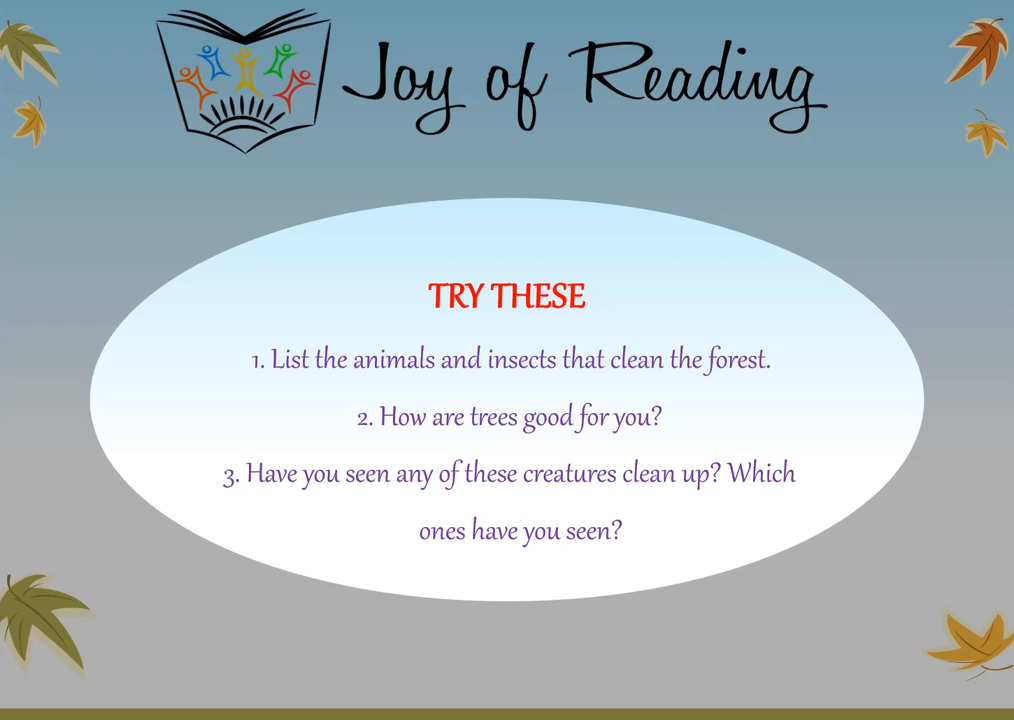 Joy of Reading
TRY THESE
1. List the animals and insects that clean the forest.
2. How are trees good for you?
3. Have you seen any of these creatures clean up? Which
ones have you seen?